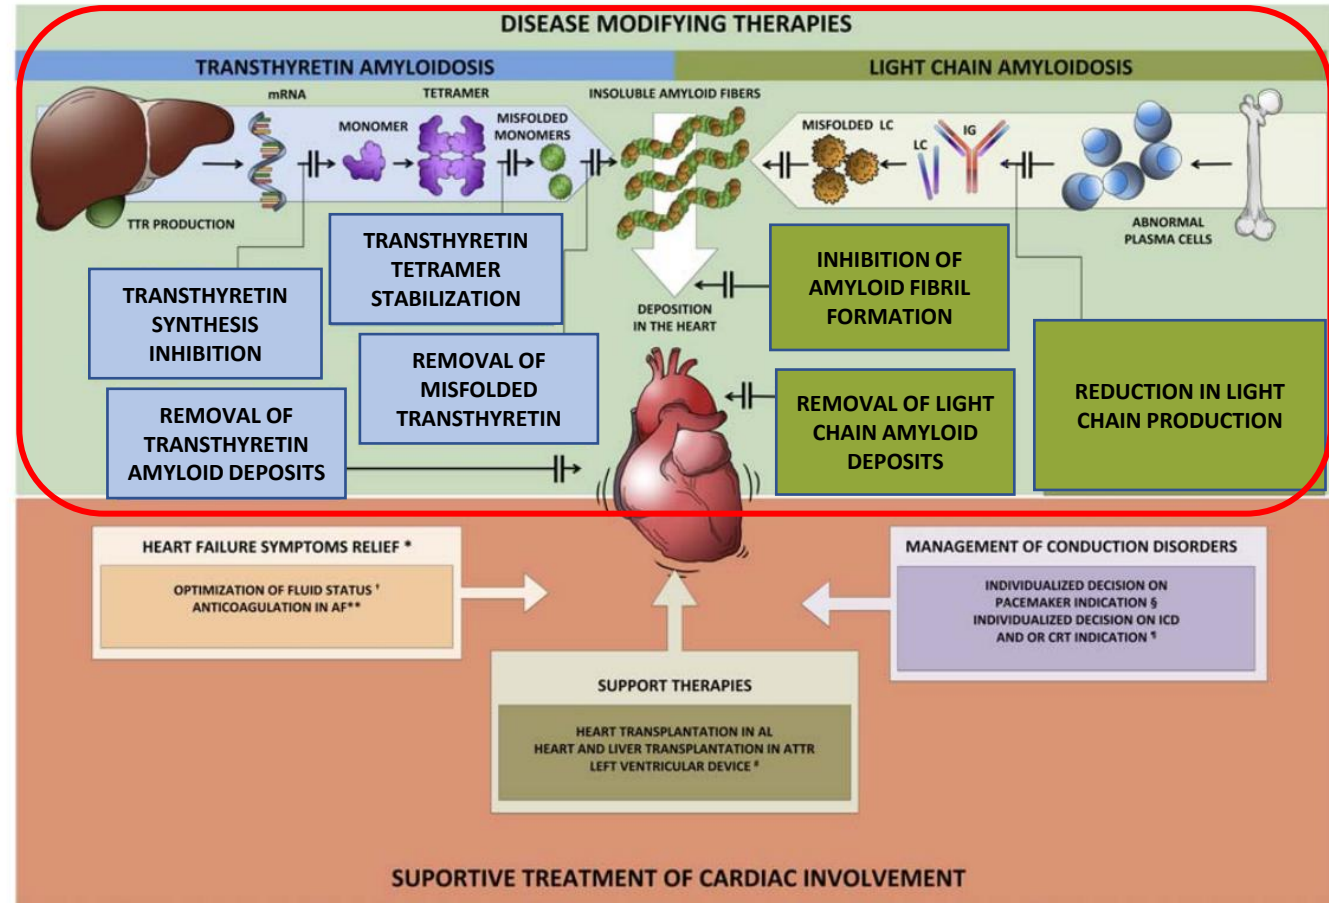 DISEASE MODIFYING THERAPIES
TRANSTHYRETIN AMYLOIDOSIS
LIGHT CHAIN AMYLOIDOSIS
mRNA
MONOMER
TETRAMER
MISFOLDED
MONOMERS
INSOLUBLE AMYLOID FIBERS
MISFOLDED LC
LC
IG
TTR PRODUCTION
ABNORMAL
PLASMA CELLS
TRANSTHYRETIN
SYNTHESIS
INHIBITION
TRANSTHYRETIN
TETRAMER
STABILIZATION
REMOVAL OF
MISFOLDED
TRANSTHYRETIN
REMOVAL OF
TRANSTHYRETIN
AMYLOID DEPOSITS
DEPOSITION
IN THE HEART
INHIBITION OF
AMYLOID FIBRIL
FORMATION
REMOVAL OF LIGHT
CHAIN AMYLOID
DEPOSITS
REDUCTION IN LIGHT
CHAIN PRODUCTION
HEART FAILURE SYMPTOMS RELIEF *
OPTIMIZATION OF FLUID STATUS †
ANTICOAGULATION IN AF**
MANAGEMENT OF CONDUCTION DISORDERS
INDIVIDUALIZED DECISION ON
PACEMAKER INDICATION §
INDIVIDUALIZED DECISION ON ICD
AND OR CRT INDICATION ¶
SUPPORT THERAPIES
HEART TRANSPLANTATION IN AL
HEART AND LIVER TRANSPLANTATION IN ATTR
LEFT VENTRICULAR DEVICE #
SUPORTIVE TREATMENT OF CARDIAC INVOLVEMENT